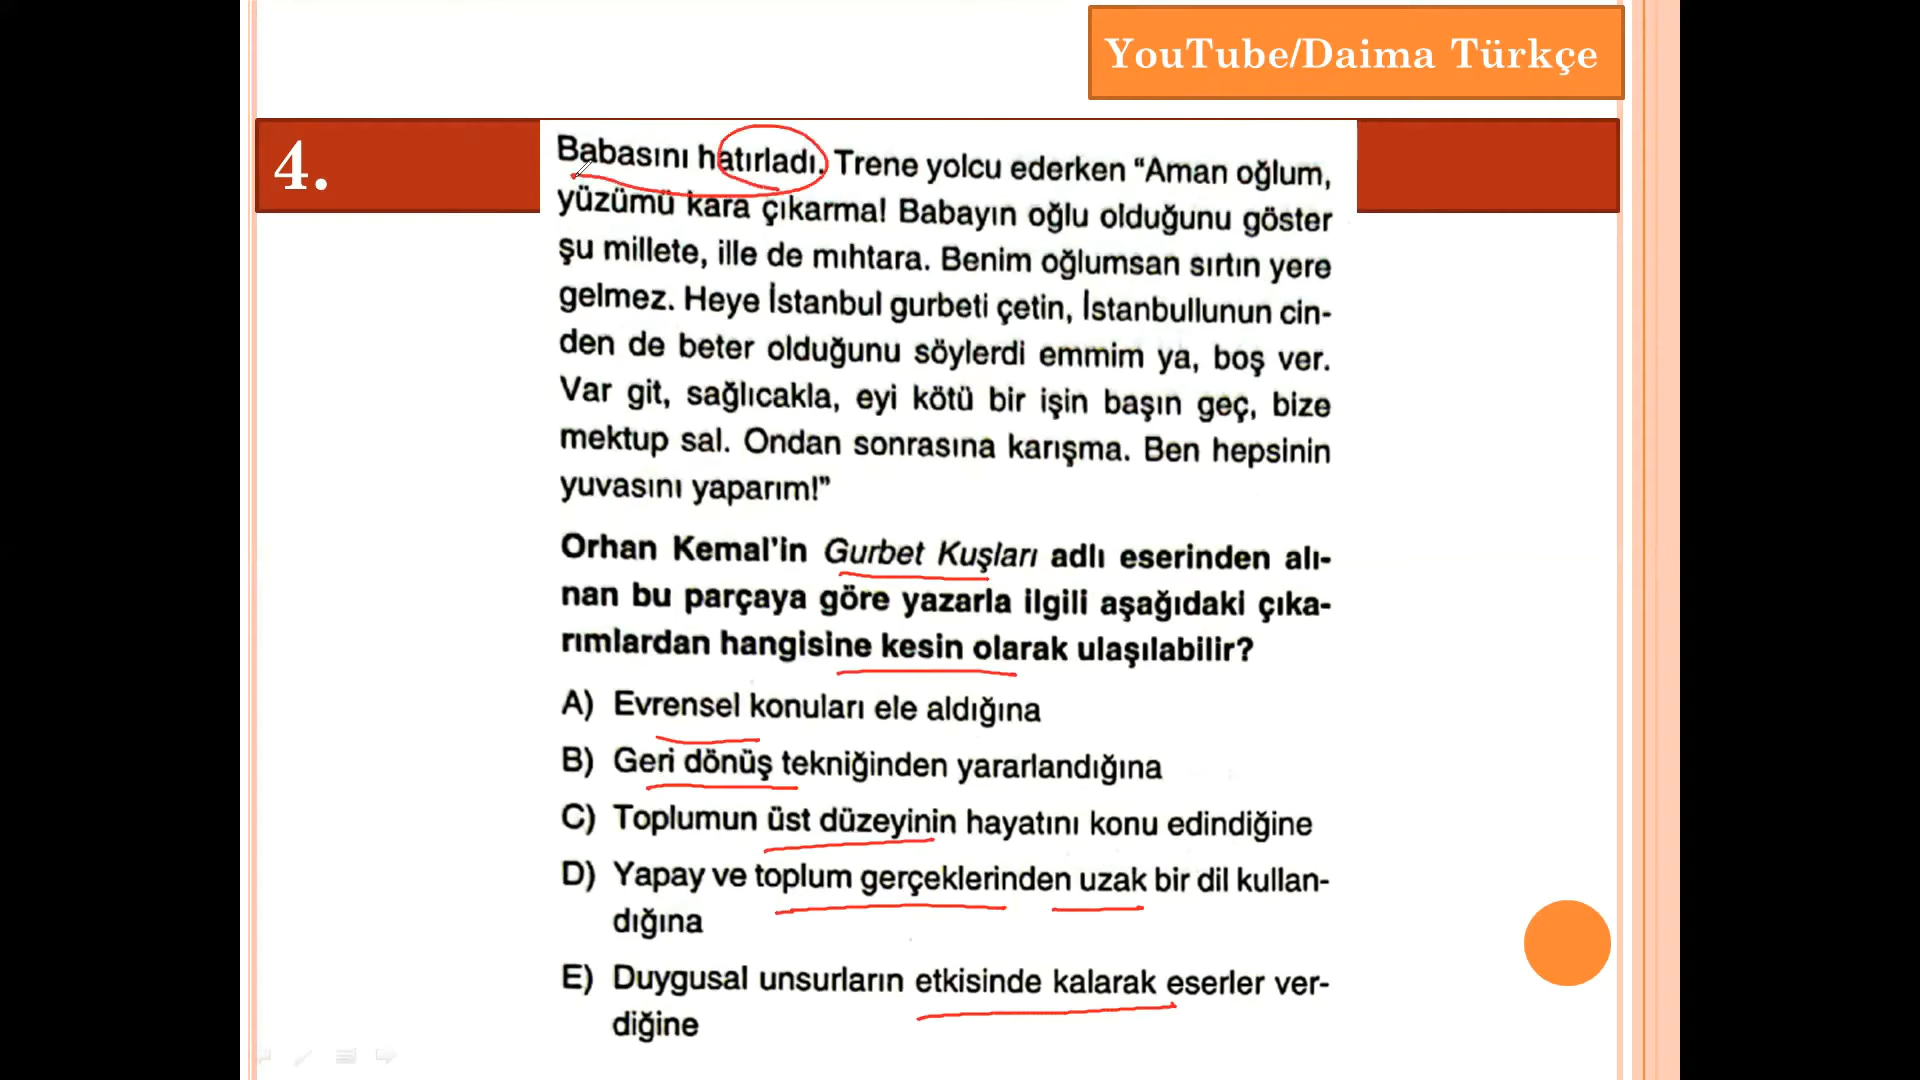 YouTube/Daima Türkçe
4.
Babasını hatırladı. Trene yolcu ederken “Aman oğlum,
yüzümü kara çıkarma! Babayın oğlu olduğunu göster
şu millete, ille de mıhtara. Benim oğlumsan sırtın yere
gelmez. Heye İstanbul gurbeti çetin, İstanbullunun cin-
den de beter olduğunu söylerdi emmim ya, boş ver.
Var git, sağlıcakla, eyi kötü bir işin başın geç, bize
mektup sal. Ondan sonrasına karışma. Ben hepsinin
yuvasını yaparım!”
Orhan Kemal’in Gurbet Kuşları adlı eserinden alı-
nan bu parçaya göre yazarla ilgili aşağıdaki çıka-
rımlardan hangisine kesin olarak ulaşılabilir?
A) Evrensel konuları ele aldığına
B) Geri dönüş tekniğinden yararlandığına
C) Toplumun üst düzeyinin hayatını konu edindiğine
D) Yapay ve toplum gerçeklerinden uzak bir dil kullan-
dığına
E) Duygusal unsurların etkisinde kalarak eserler ver-
diğine